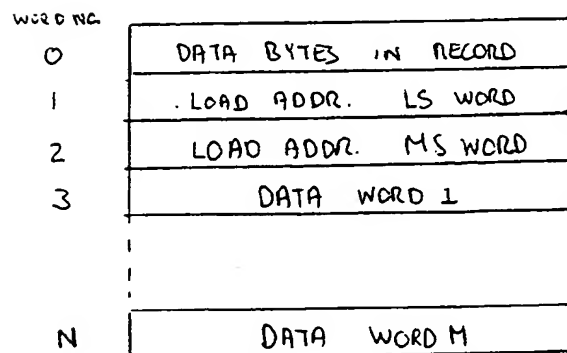 WORD NO.
0 DATA BYTES IN RECORD
1 . LOAD ADDR. LS WORD
2 LOAD ADDR. MS WORD
3 DATA WORD 1
N DATA WORD M